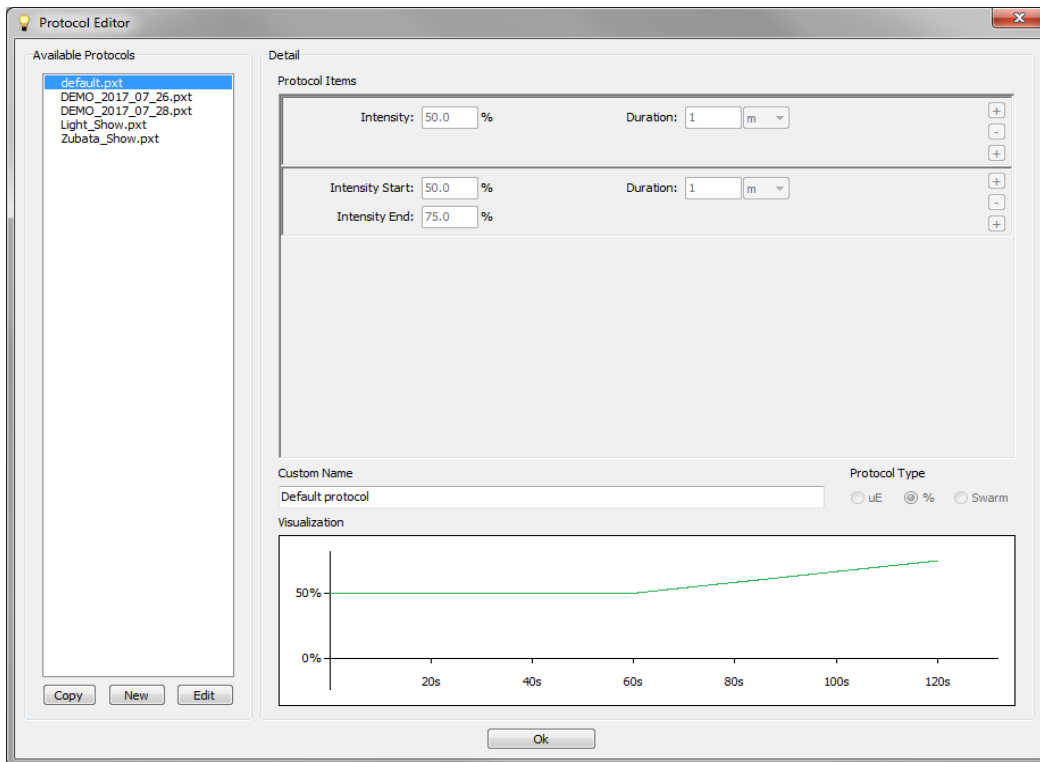 Protocol Editor
x
Available Protocols
default.pxt
DEMO_2017_07_26.pxt
DEMO_2017_07_28.pxt
Light_Show.pxt
Zubata_Show.pxt
Copy New Edit
Detail
Protocol Items
Intensity: 50.0 % Duration: 1 m +
-
+
Intensity Start: 50.0 % Duration: 1 m +
-
Intensity End: 75.0 % +
Custom Name Protocol Type
Default protocol uE % Swarm
Visualization
50%
0%
20s 40s 60s 80s 100s 120s
Ok